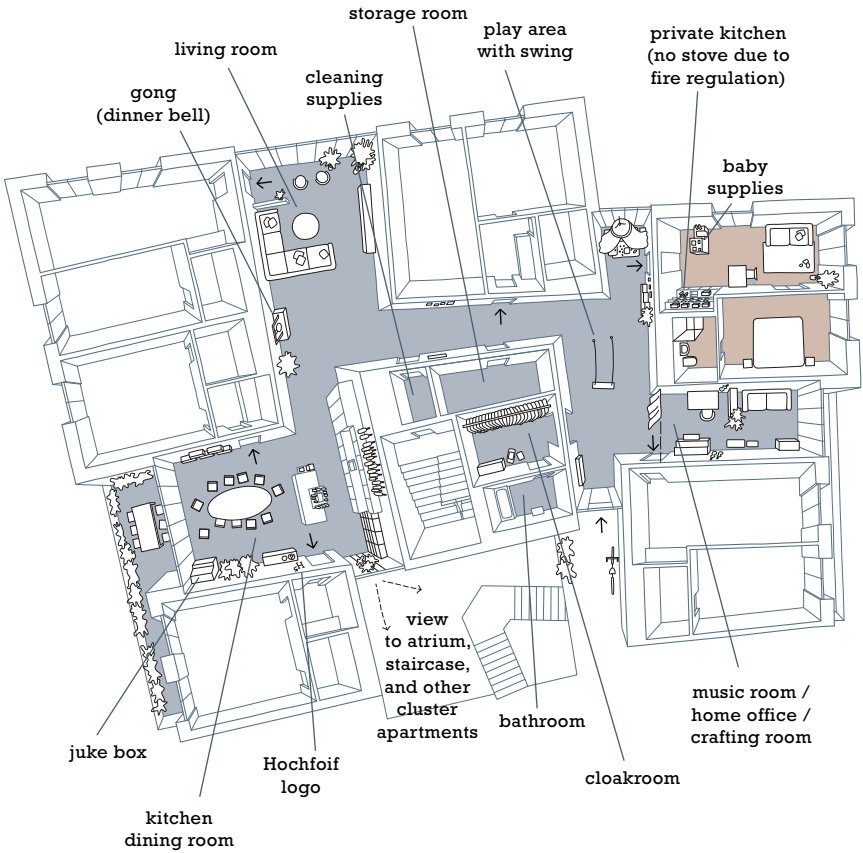 storage room
play area
with swing
private kitchen
(no stove due to
fire regulation)
living room
cleaning
supplies
gong
(dinner bell)
baby
supplies
view
to atrium,
staircase,
and other
cluster
apartments
music room /
home office /
crafting room
bathroom
juke box
Hochfoif
logo
cloakroom
kitchen
dining room